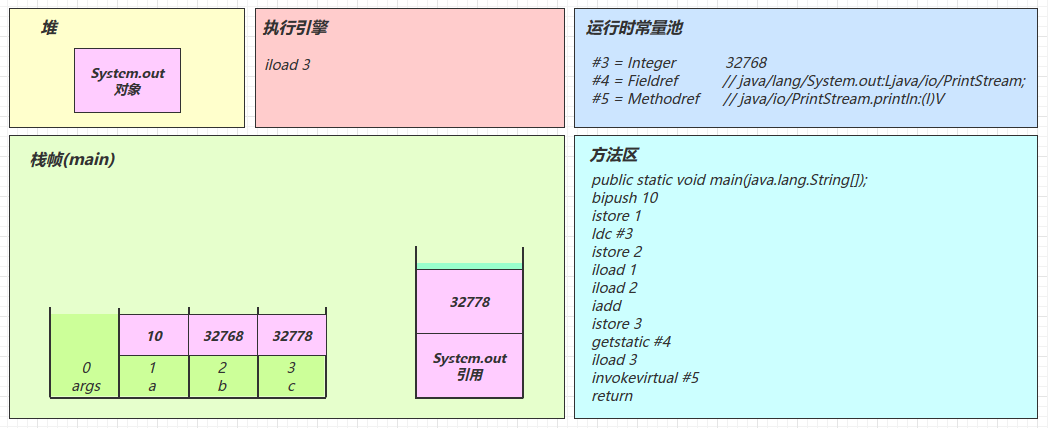 堆
System.out
对象
执行引擎
iload 3
运行时常量池
#3 = Integer 32768
#4 = Fieldref // java/lang/System.out:Ljava/io/PrintStream;
#5 = Methodref // java/io/PrintStream.println:(I)V
栈帧(main)
10 32768 32778
0 1 2 3
args a b c
32778
System.out
引用
方法区
public static void main(java.lang.String[]);
bipush 10
istore 1
ldc #3
istore 2
iload 1
iload 2
iadd
istore 3
getstatic #4
iload 3
invokevirtual #5
return